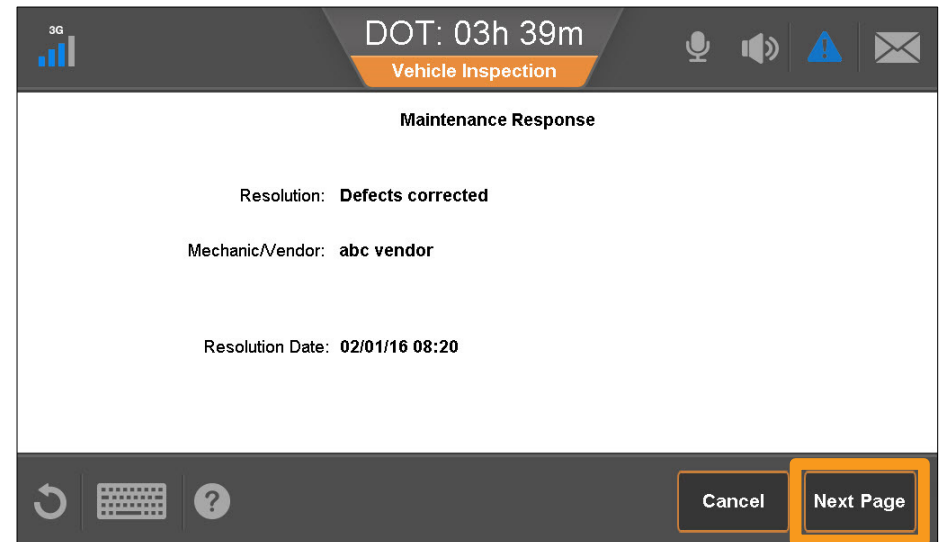 3G
DOT: 03h 39m
Vehicle Inspection
Maintenance Response
Resolution: Defects corrected
Mechanic/Vendor: abc vendor
Resolution Date: 02/01/16 08:20
?
Cancel
Next Page